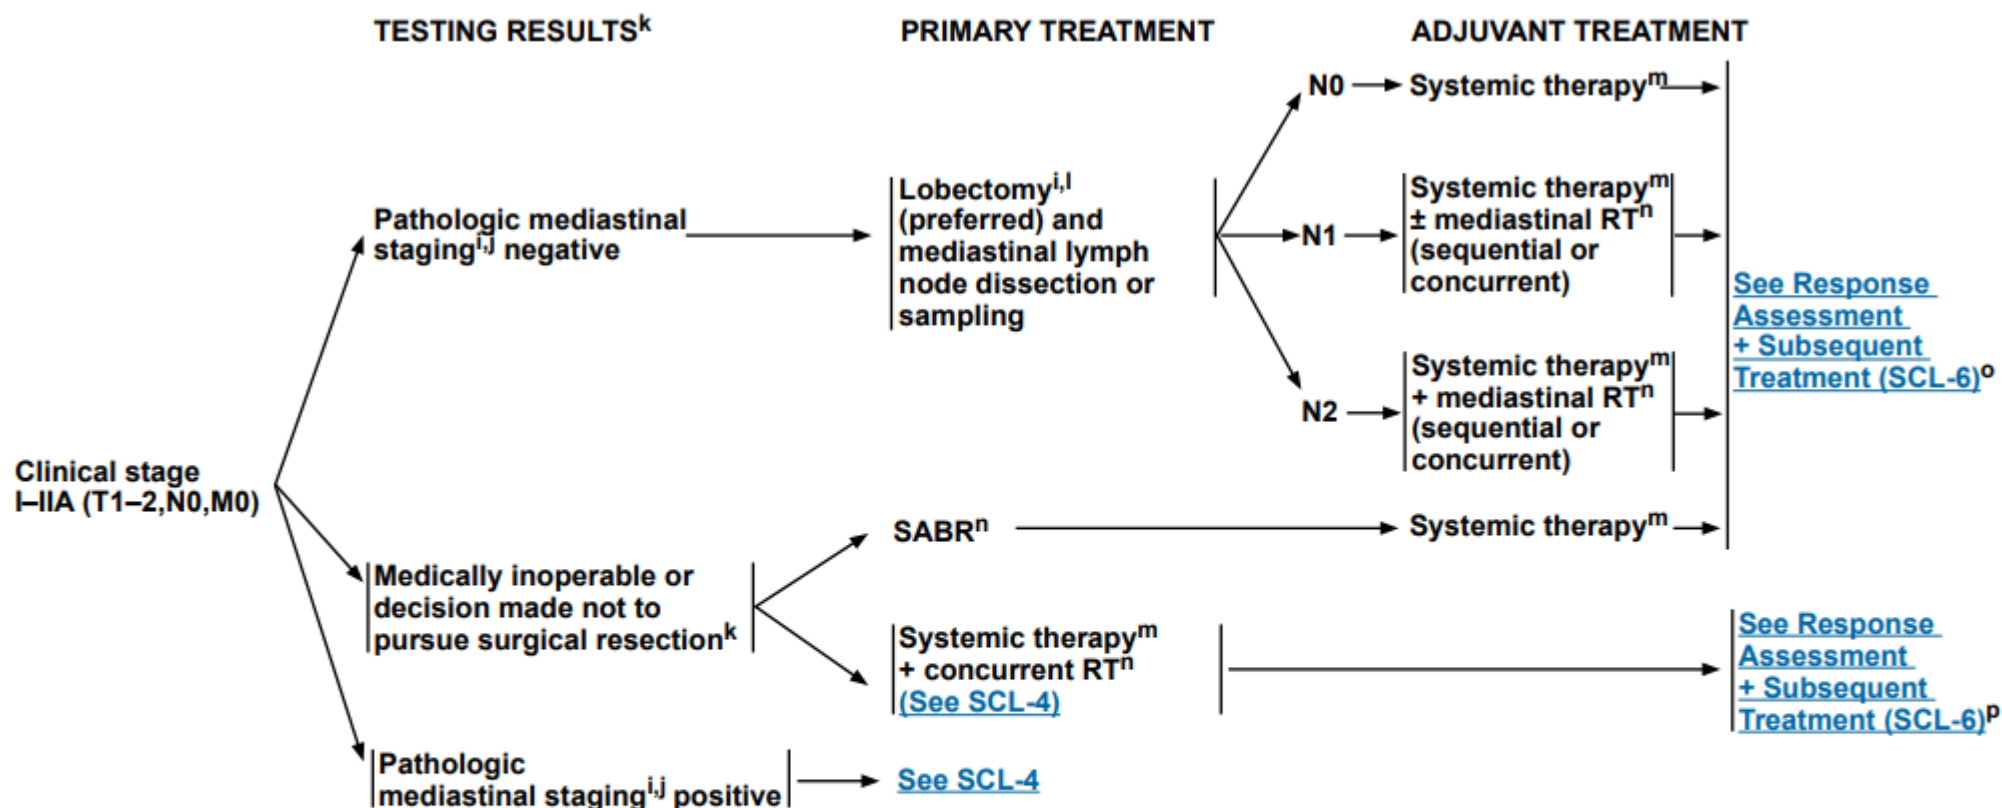 TESTING RESULTSk
PRIMARY TREATMENT
ADJUVANT TREATMENT
Clinical stage
I–IIA (T1–2,N0,M0)
Pathologic mediastinal
stagingi,j negative
Lobectomyi,l
(preferred) and
mediastinal lymph
node dissection or
sampling
N0
Systemic therapym
N1
Systemic therapym
± mediastinal RTn
(sequential or
concurrent)
N2
Systemic therapym
+ mediastinal RTn
(sequential or
concurrent)
See Response
Assessment
+ Subsequent
Treatment (SCL-6)o
Medically inoperable or
decision made not to
pursue surgical resectionk
SABRn
Systemic therapym
Systemic therapym
+ concurrent RTn
(See SCL-4)
See Response
Assessment
+ Subsequent
Treatment (SCL-6)p
Pathologic
mediastinal stagingi,j positive
See SCL-4